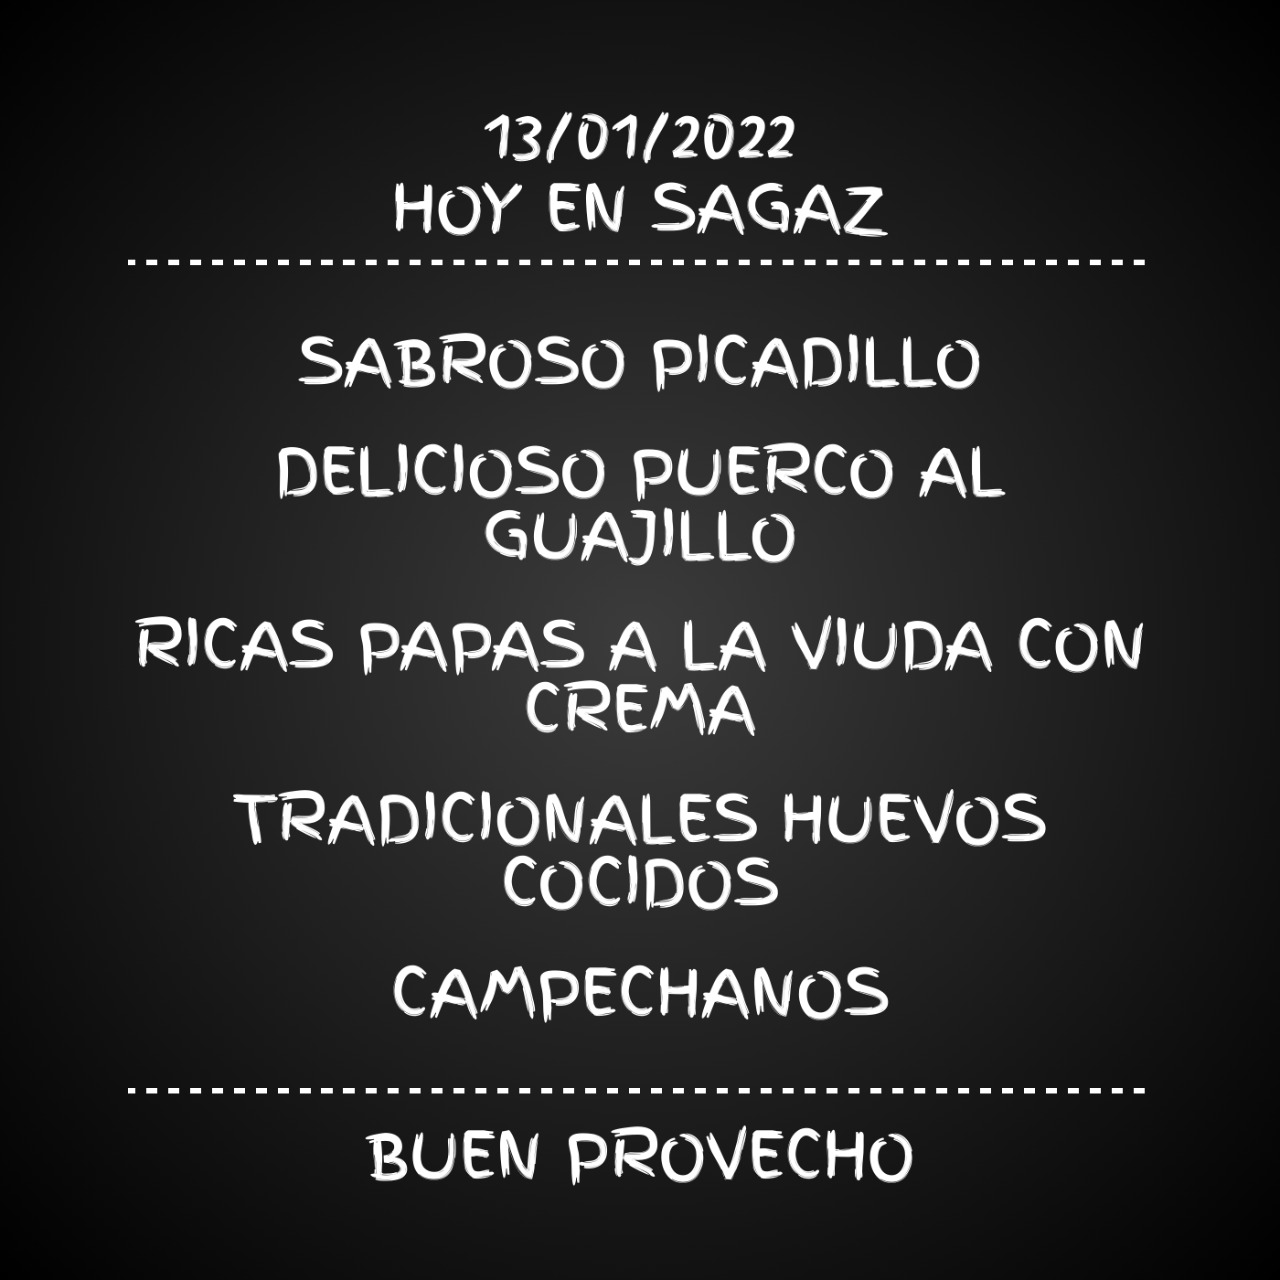 13/01/2022
HOY EN SAGAZ
SABROSO PICADILLO
DELICIOSO PUERCO AL
GUAJILLO
RICAS PAPAS A LA VIUDA CON
CREMA
TRADICIONALES HUEVOS
COCIDOS
CAMPECHANOS
BUEN PROVECHO